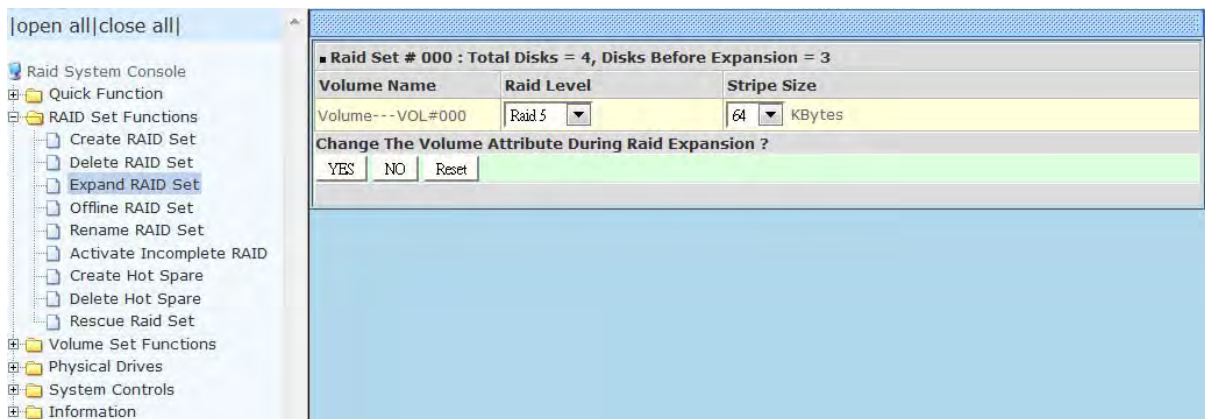 |open all|close all|
Raid System Console
Quick Function
RAID Set Functions
Create RAID Set
Delete RAID Set
Expand RAID Set
Offline RAID Set
Rename RAID Set
Activate Incomplete RAID
Create Hot Spare
Delete Hot Spare
Rescue Raid Set
Volume Set Functions
Physical Drives
System Controls
Information
Raid Set # 000 : Total Disks = 4, Disks Before Expansion = 3
Volume Name Raid Level Stripe Size
Volume---VOL#000 Raid 5 64 KBytes
Change The Volume Attribute During Raid Expansion ?
YES NO Reset